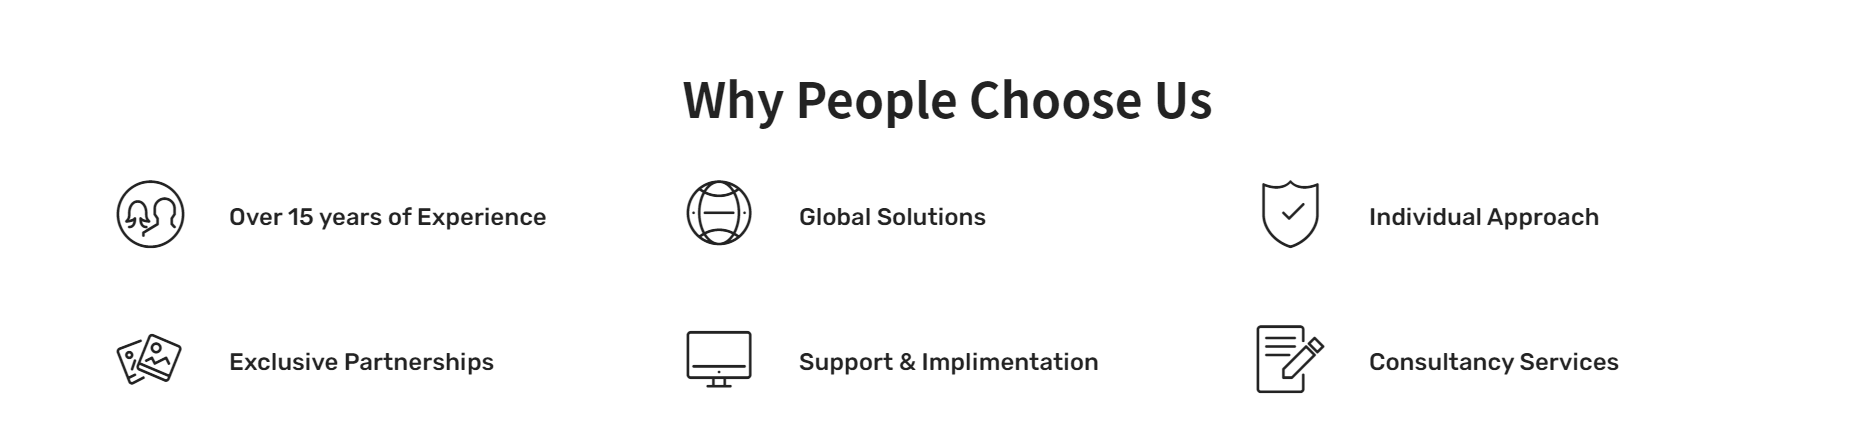 Why People Choose Us
Over 15 years of Experience
Global Solutions
Individual Approach
Exclusive Partnerships
Support & Implimentation
Consultancy Services